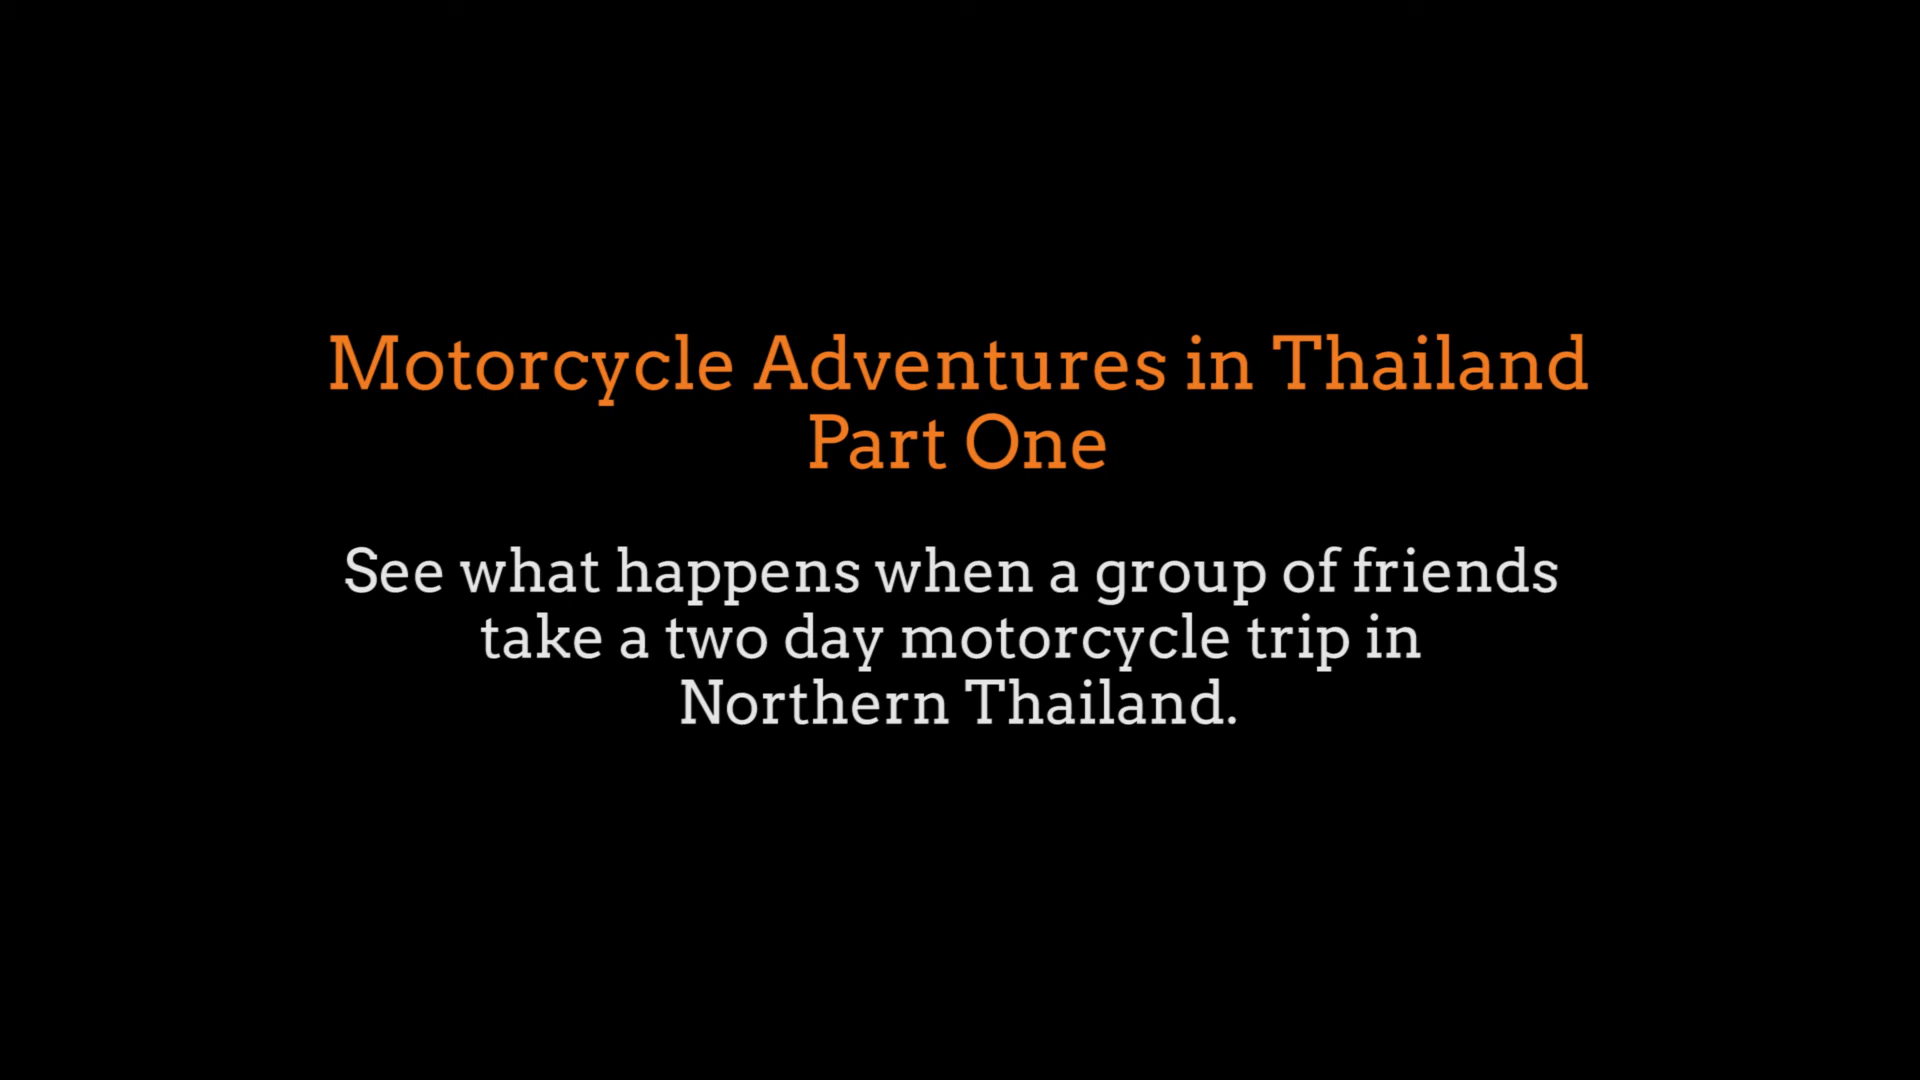 Motorcycle Adventures in Thailand
Part One
See what happens when a group of friends
take a two day motorcycle trip in
Northern Thailand.